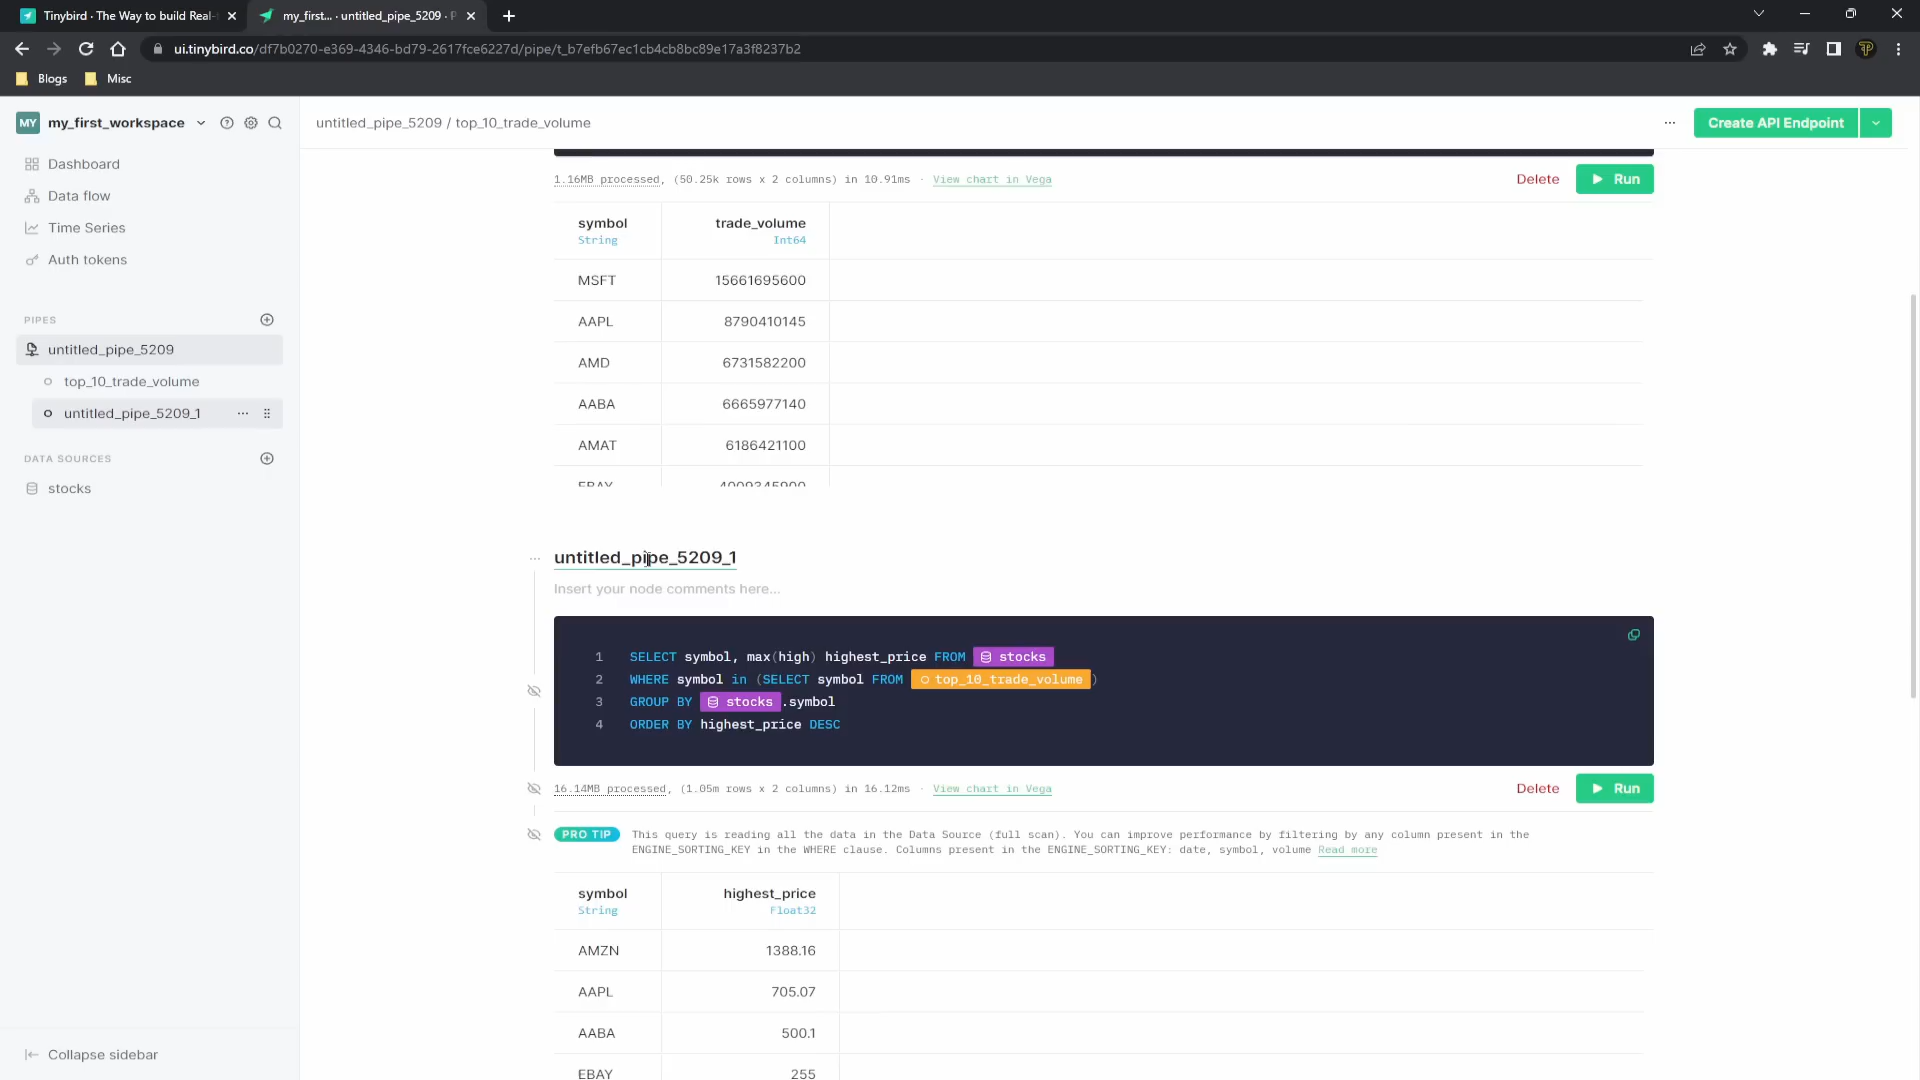 Tinybird · The Way to build Real-
my_first... · untitled_pipe_5209 · P
ui.tinybird.co/df7b0270-e369-4346-bd79-2617fce6227d/pipe/t_b7efb67ec1cb4cb8bc89e17a3f8237b2
Blogs
Misc
MY my_first_workspace
untitled_pipe_5209 / top_10_trade_volume
Create API Endpoint
Dashboard
Data flow
Time Series
Auth tokens
PIPES
untitled_pipe_5209
top_10_trade_volume
untitled_pipe_5209_1
DATA SOURCES
stocks
Collapse sidebar
1.16MB processed, (50.25k rows x 2 columns) in 10.91ms · View chart in Vega
Delete
Run
symbol trade_volume
String Int64
MSFT 15661695600
AAPL 8790410145
AMD 6731582200
AABA 6665977140
AMAT 6186421100
EBAY 4009345900
untitled_pipe_5209_1
Insert your node comments here...
1 SELECT symbol, max(high) highest_price FROM stocks
2 WHERE symbol in (SELECT symbol FROM top_10_trade_volume)
3 GROUP BY stocks.symbol
4 ORDER BY highest_price DESC
16.14MB processed, (1.05m rows x 2 columns) in 16.12ms · View chart in Vega
Delete
Run
PRO TIP This query is reading all the data in the Data Source (full scan). You can improve performance by filtering by any column present in the
ENGINE_SORTING_KEY in the WHERE clause. Columns present in the ENGINE_SORTING_KEY: date, symbol, volume Read more
symbol highest_price
String Float32
AMZN 1388.16
AAPL 705.07
AABA 500.1
EBAY 255